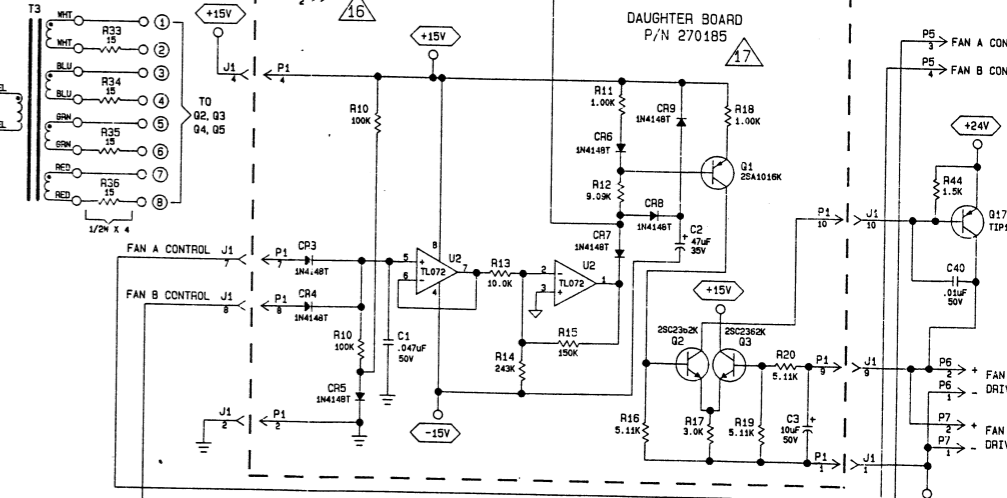 T3
WHT
1
WHT
R33
15
2
BLU
3
BLU
R34
15
4
GRN
5
GRN
R35
15
6
RED
7
RED
R36
15
8
1/2W X 4
TO
Q2, Q3
Q4, Q5
+15V
J1
4
P1
4
16
+15V
DAUGHTER BOARD
P/N 270185
17
P5
3
FAN A CON
P5
4
FAN B CON
+24V
R10
100K
R11
1.00K
CR9
1N4148T
R18
1.00K
CR6
1N4148T
Q1
2SA1016K
R12
9.09K
CR8
1N4148T
C2
+
47uF
35V
CR7
1N4148T
R44
1.5K
Q17
TIP1
P1
10
J1
10
C40
.01uF
50V
FAN A CONTROL
J1
7
P1
7
CP3
1N4148T
FAN B CONTROL
J1
8
P1
8
CR4
1N4148T
8
5
+
6
-
7
4
U2
TL072
R13
10.0K
2
-
3
+
1
U2
TL072
R15
150K
R14
243K
R10
100K
C1
.047uF
50V
CR5
1N4148T
J1
2
P1
2
-15V
+15V
2SC2362K
Q2
2SC2362K
Q3
R20
5.11K
P1
9
J1
9
R16
5.11K
R17
3.0K
R19
5.11K
C3
10uF
50V
+
P1
1
J1
1
P6
2
+
FAN
P6
1
-
DRIV
P7
2
+
FAN
P7
1
-
DRIV